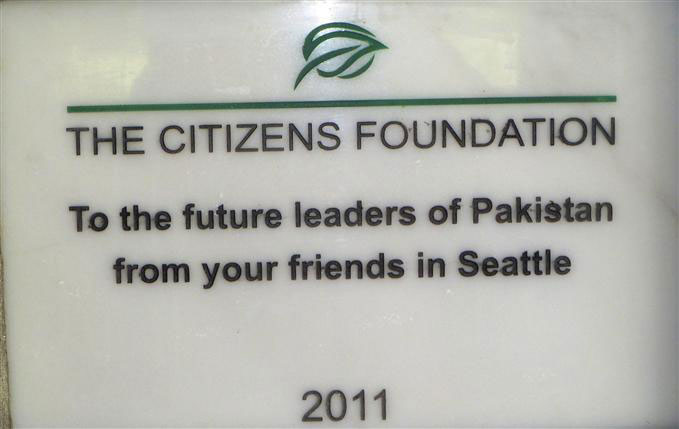 THE CITIZENS FOUNDATION
To the future leaders of Pakistan
from your friends in Seattle
2011